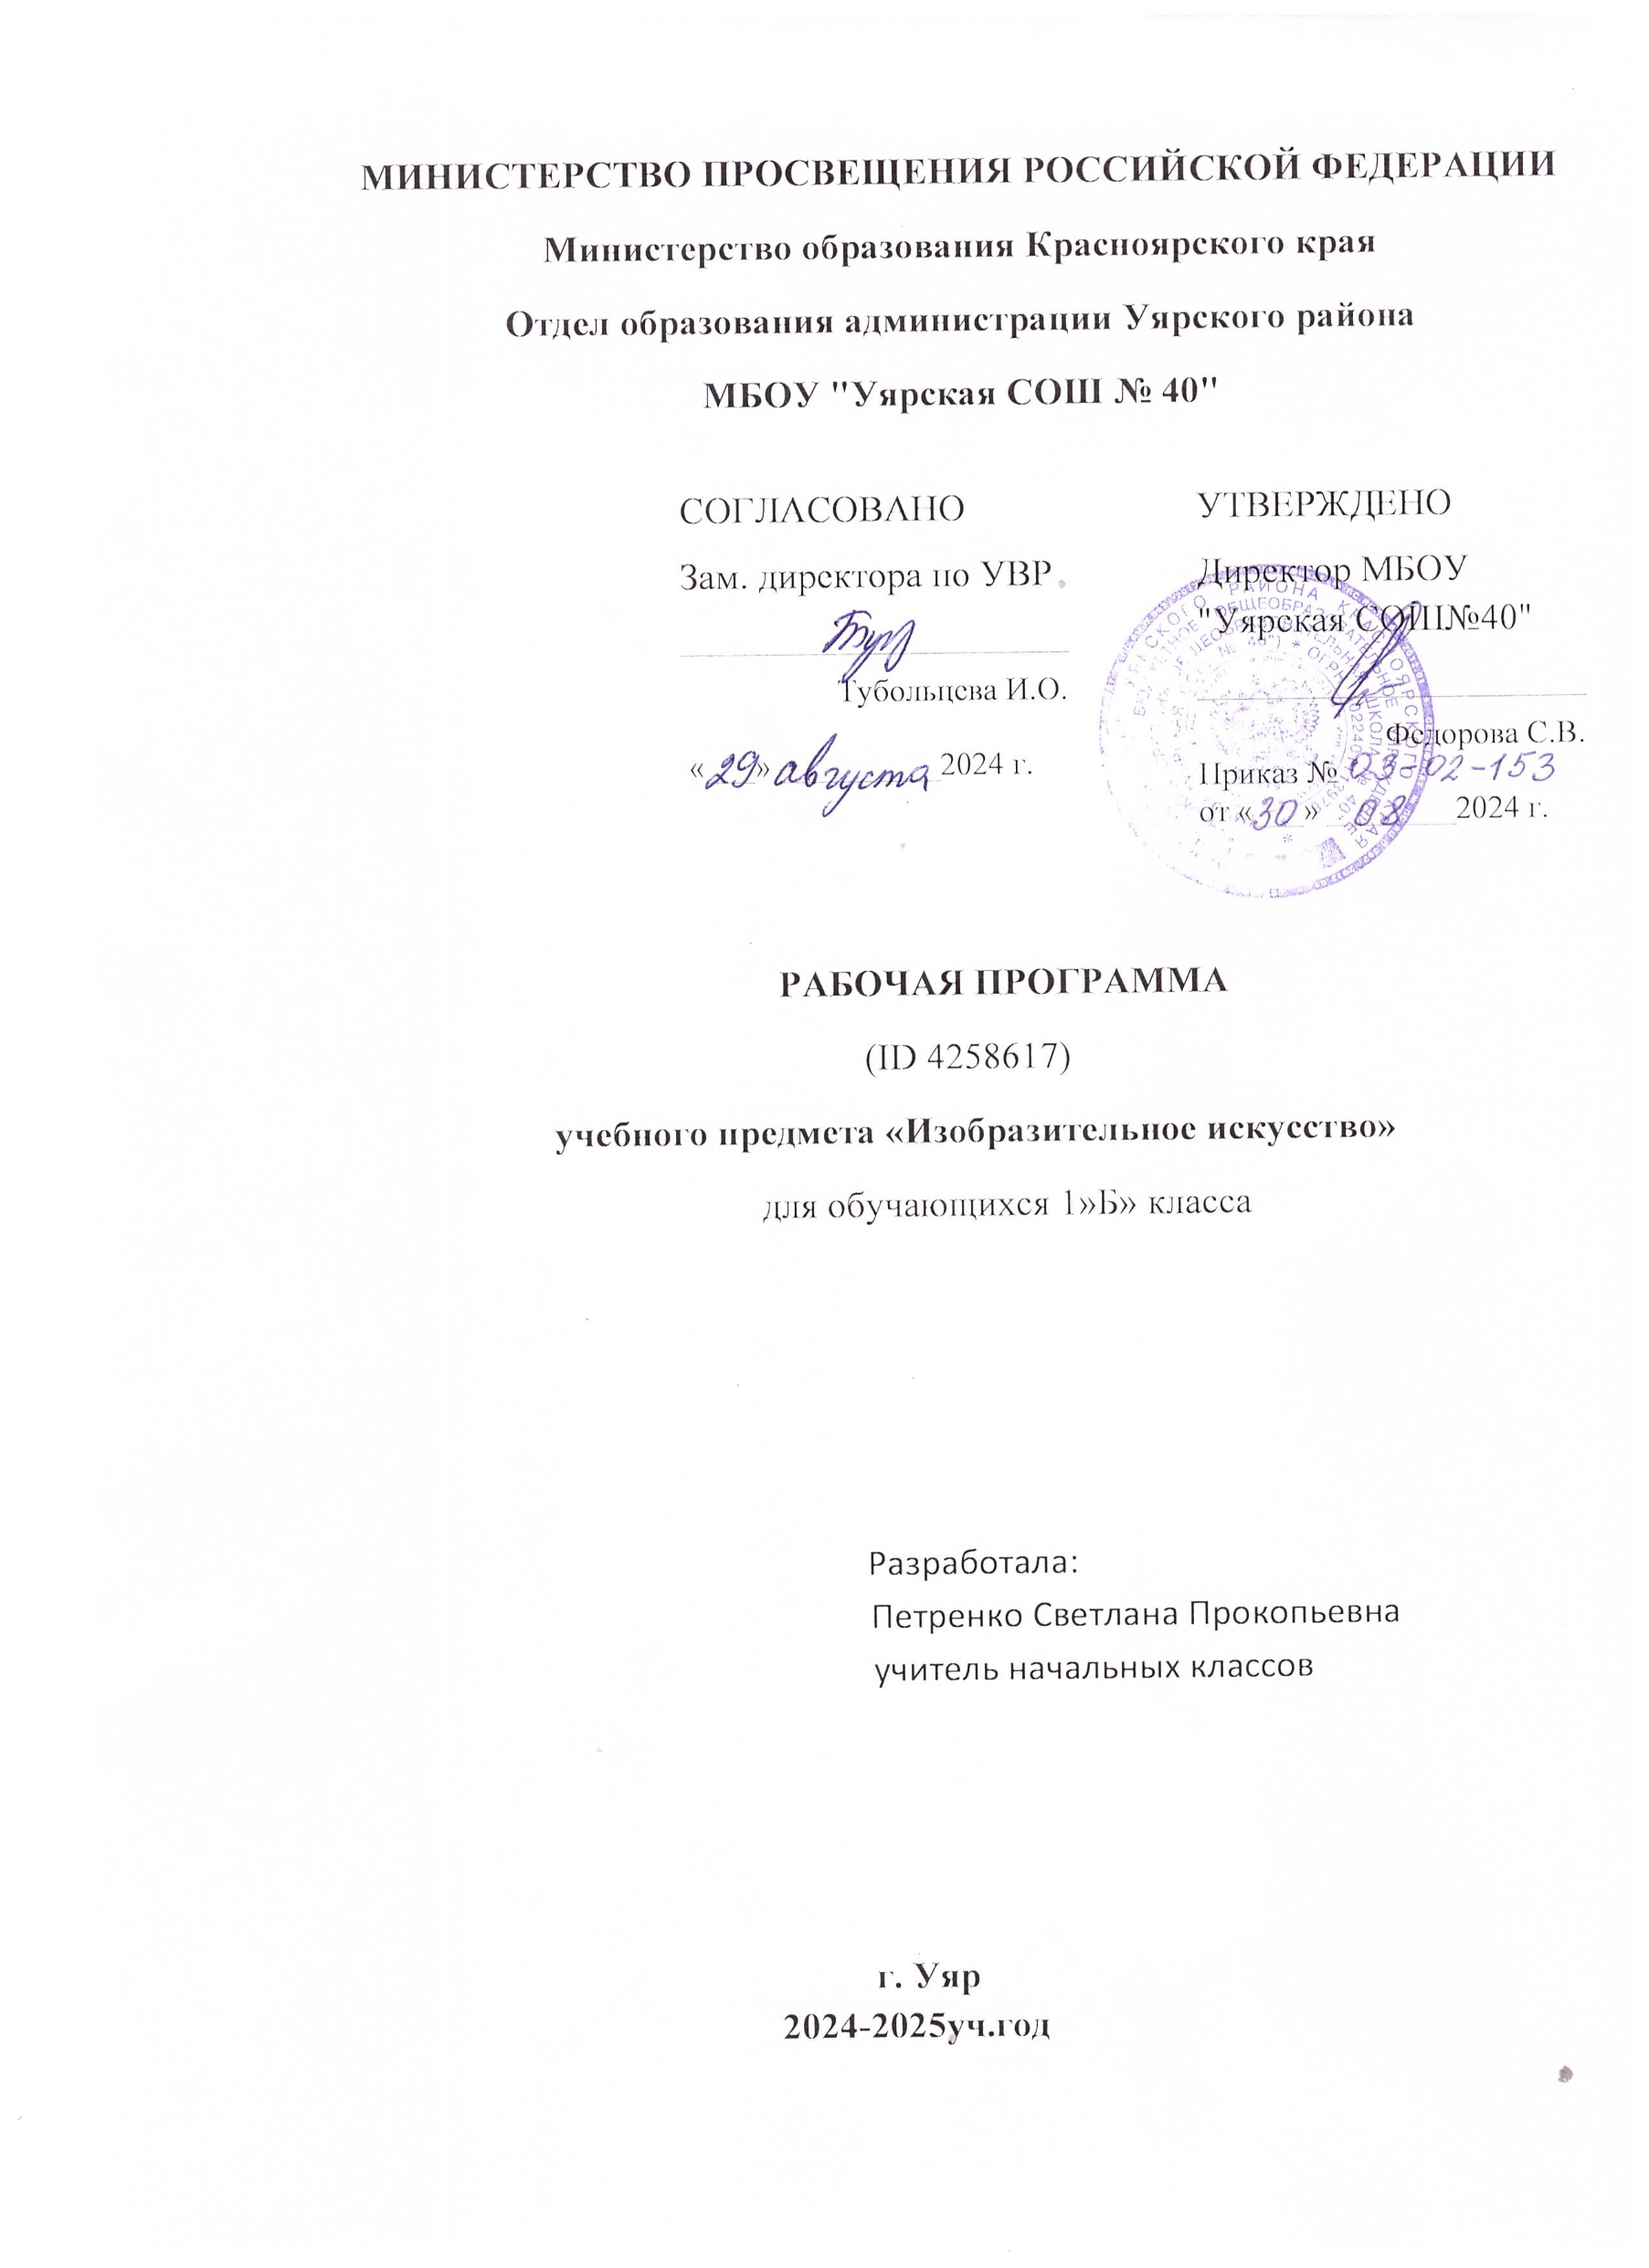 МИНИСТЕРСТВО ПРОСВЕЩЕНИЯ РОССИЙСКОЙ ФЕДЕРАЦИИ
Министерство образования Красноярского края
Отдел образования администрации Уярского района
МБОУ "Уярская СОШ № 40"
СОГЛАСОВАНО
Зам. директора по УВР
Тубольцева И.О.
«29» августа 2024 г.
УТВЕРЖДЕНО
Директор МБОУ
"Уярская СОШ№40"
Федорова С.В.
Приказ № 03-02-153
от «30» 08 2024 г.
РАБОЧАЯ ПРОГРАММА
(ID 4258617)
учебного предмета «Изобразительное искусство»
для обучающихся 1»Б» класса
Разработала:
Петренко Светлана Прокопьевна
учитель начальных классов
г. Уяр
2024-2025уч.год